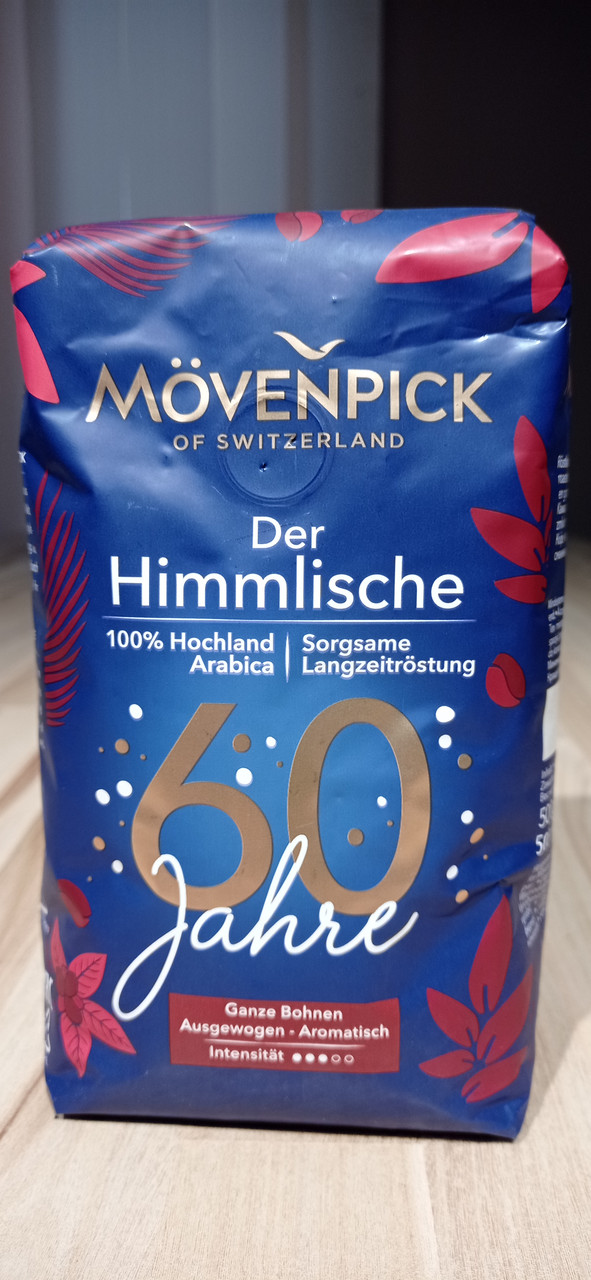 MÖVENPICK
OF SWITZERLAND
Der
Himmlische
100% Hochland
Arabica
Sorgsame
Langzeitröstung
60
Jahre
Ganze Bohnen
Ausgewogen - Aromatisch
Intensität